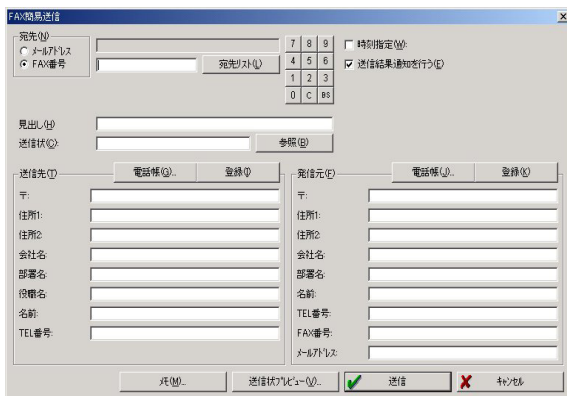 FAX簡易送信
宛先(N)
メールアドレス
FAX番号
宛先リスト(L)
7 8 9
4 5 6
1 2 3
0 C BS
時刻指定(W):
送信結果通知を行う(E)
見出し(H)
送信状(C):
参照(B)
送信先(T)
電話帳(G)..
登録(I)
〒:
住所1:
住所2:
会社名:
部署名:
役職名:
名前:
TEL番号:
発信元(F)
電話帳(J)..
登録(K)
〒:
住所1:
住所2:
会社名:
部署名:
名前:
TEL番号:
FAX番号:
メールアドレス:
メモ(M)..
送信状プレビュー(V)..
送信
キャンセル